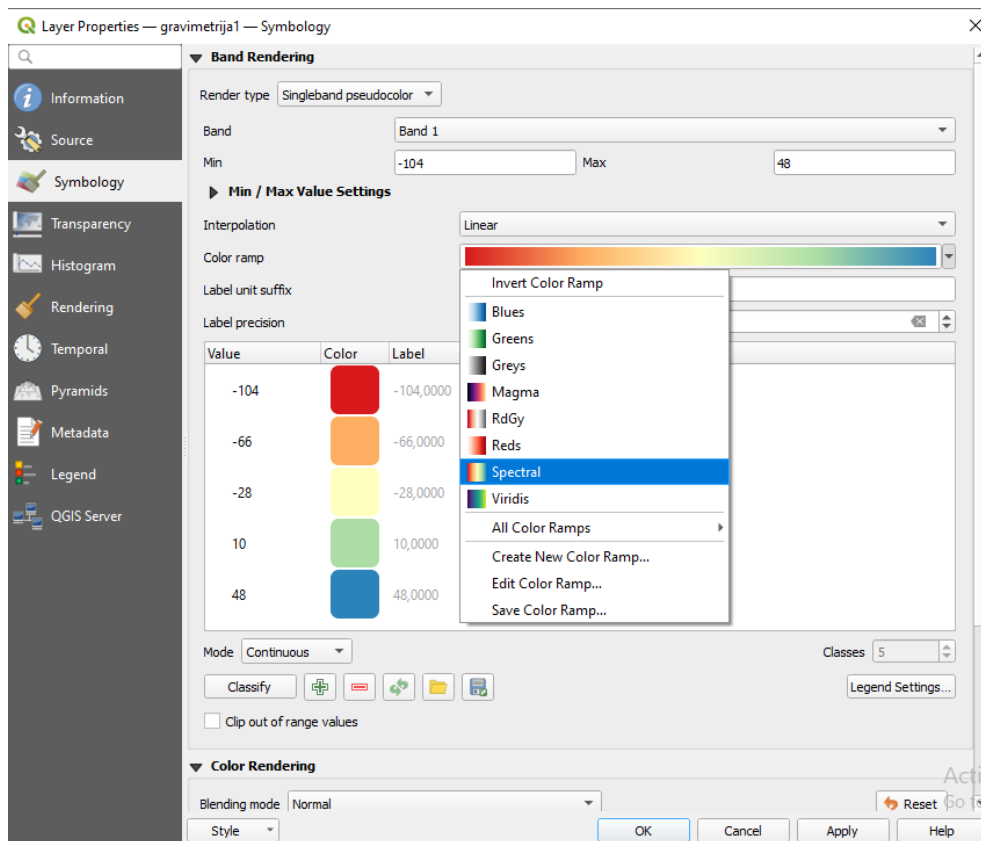 Layer Properties — gravimetrija1 — Symbology
Information
Source
Symbology
Transparency
Histogram
Rendering
Temporal
Pyramids
Metadata
Legend
QGIS Server
Band Rendering
Render type Singleband pseudocolor
Band Band 1
Min -104 Max 48
Min / Max Value Settings
Interpolation Linear
Color ramp
Label unit suffix
Label precision
Invert Color Ramp
Blues
Greens
Greys
Magma
RdGy
Reds
Spectral
Viridis
All Color Ramps
Create New Color Ramp...
Edit Color Ramp...
Save Color Ramp...
Value Color Label
-104 -104,0000
-66 -66,0000
-28 -28,0000
10 10,0000
48 48,0000
Mode Continuous Classes 5
Classify Legend Settings...
Clip out of range values
Color Rendering
Blending mode Normal Reset
Style OK Cancel Apply Help